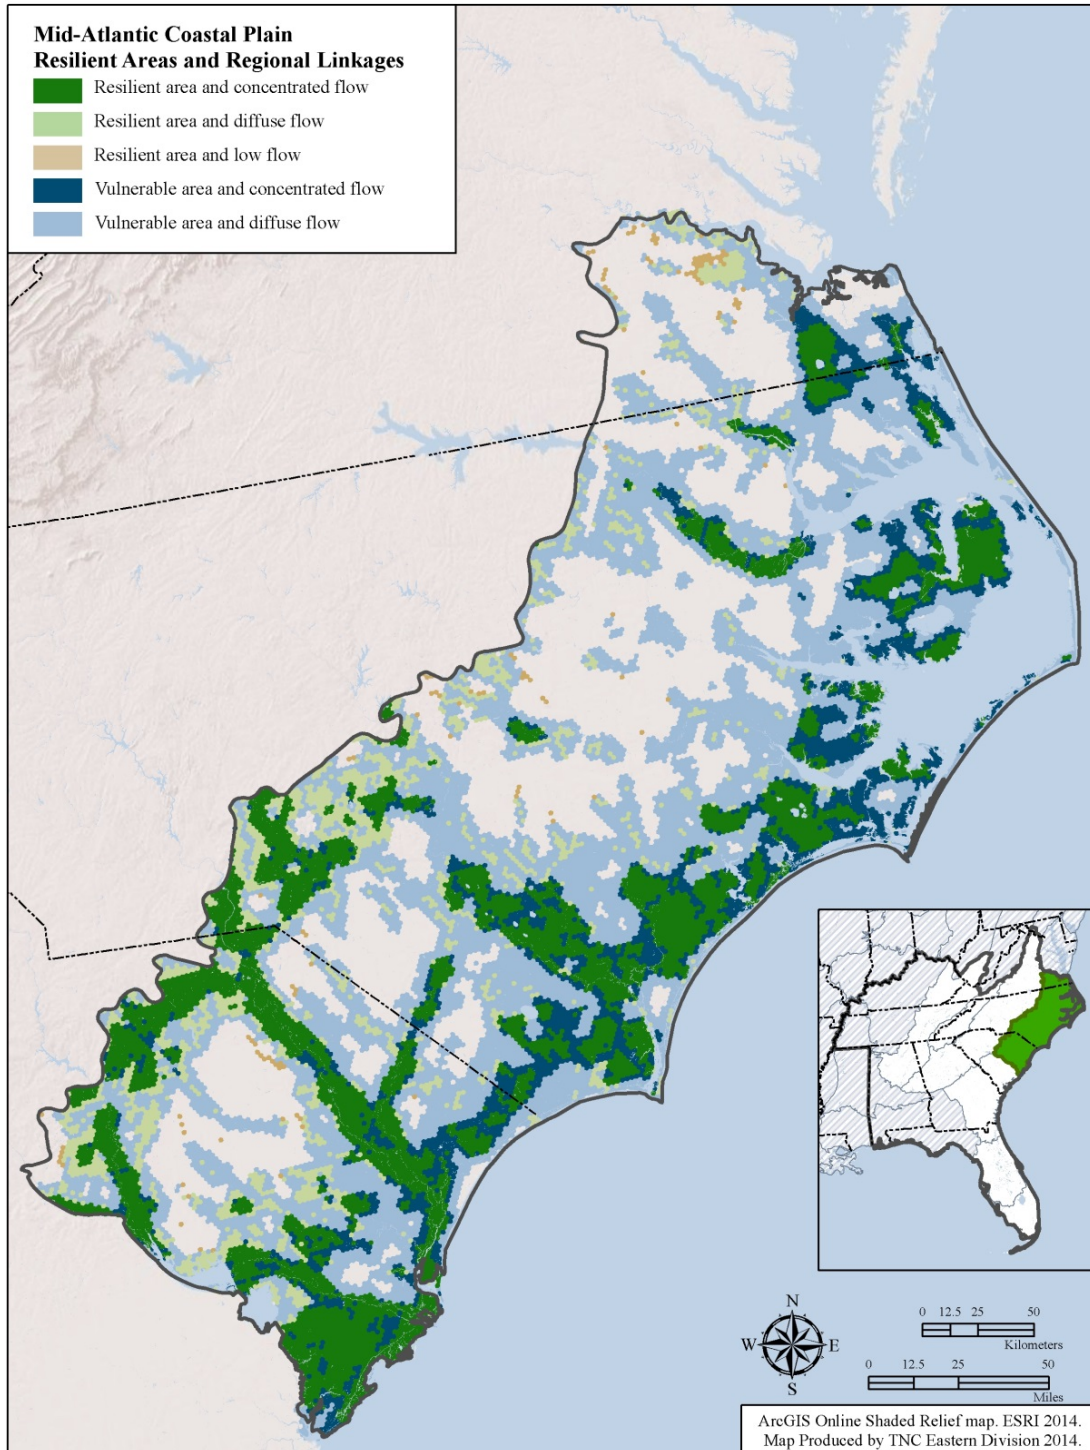 Mid-Atlantic Coastal Plain
Resilient Areas and Regional Linkages
Resilient area and concentrated flow
Resilient area and diffuse flow
Resilient area and low flow
Vulnerable area and concentrated flow
Vulnerable area and diffuse flow
N
W E
S
0 12.5 25 50
Kilometers
0 12.5 25 50
Miles
ArcGIS Online Shaded Relief map. ESRI 2014.
Map Produced by TNC Eastern Division 2014.